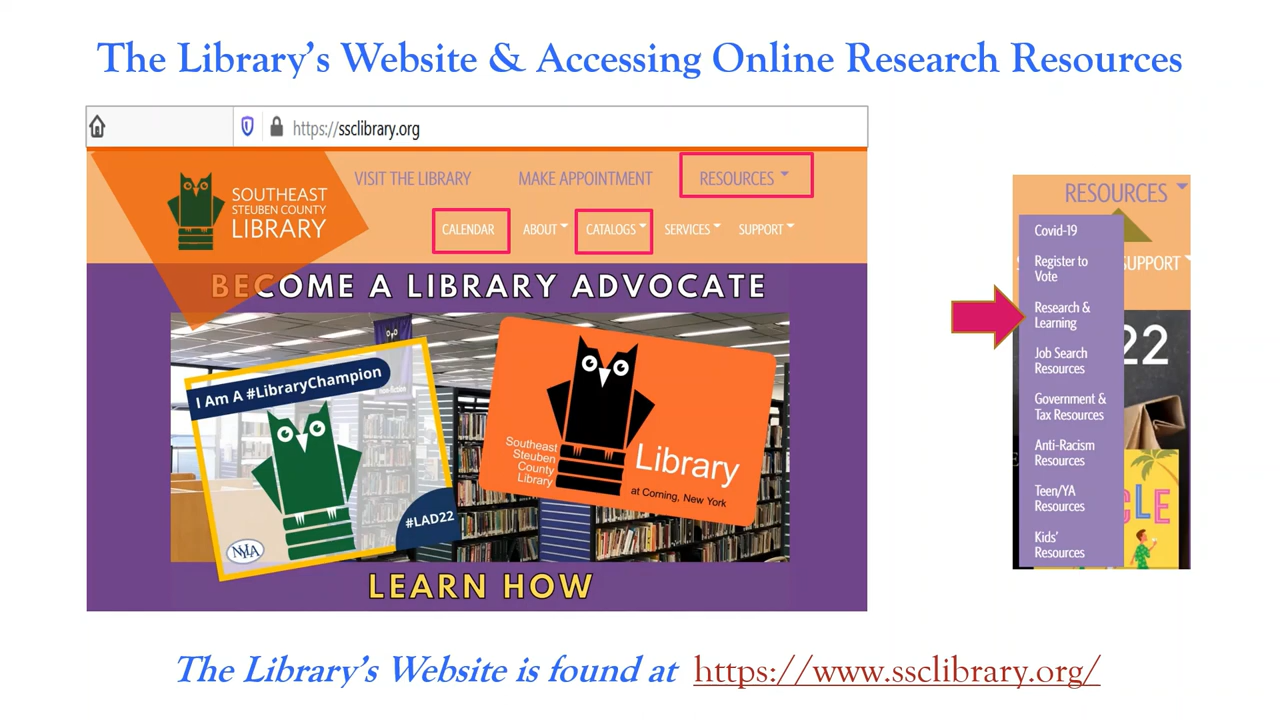 The Library's Website & Accessing Online Research Resources
https://ssclibrary.org
VISIT THE LIBRARY MAKE APPOINTMENT RESOURCES
SOUTHEAST
STEUBEN COUNTY
LIBRARY
CALENDAR ABOUT CATALOGS SERVICES SUPPORT
BECOME A LIBRARY ADVOCATE
I Am A #LibraryChampion
#LAD22
NYLA
Southeast
Steuben
County
Library
Library
at Corning, New York
LEARN HOW
RESOURCES
Covid-19
SUPPORT
Register to
Vote
Research &
Learning
22
Job Search
Resources
Government &
Tax Resources
Anti-Racism
Resources
Teen/YA
Resources
CLE
Kids'
Resources
The Library's Website is found at https://www.ssclibrary.org/